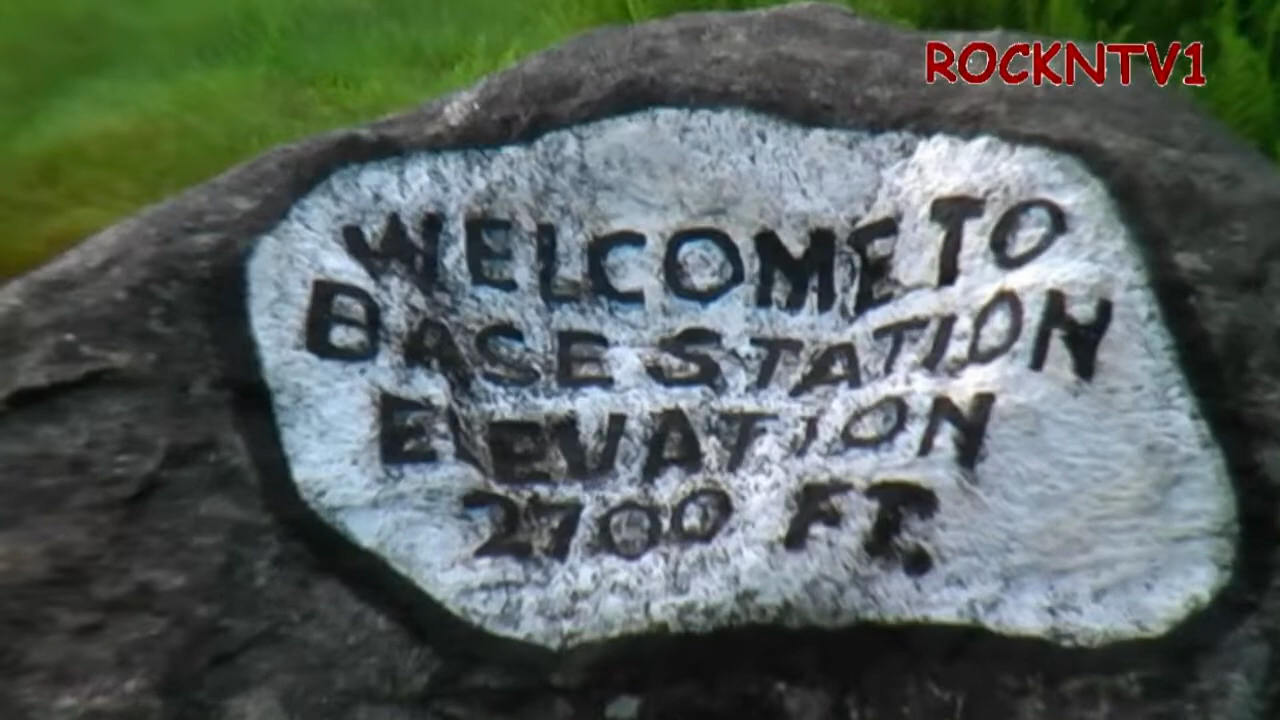 ROCKNTV1
WELCOME TO
BASE STATION
ELEVATION
2700 FT.